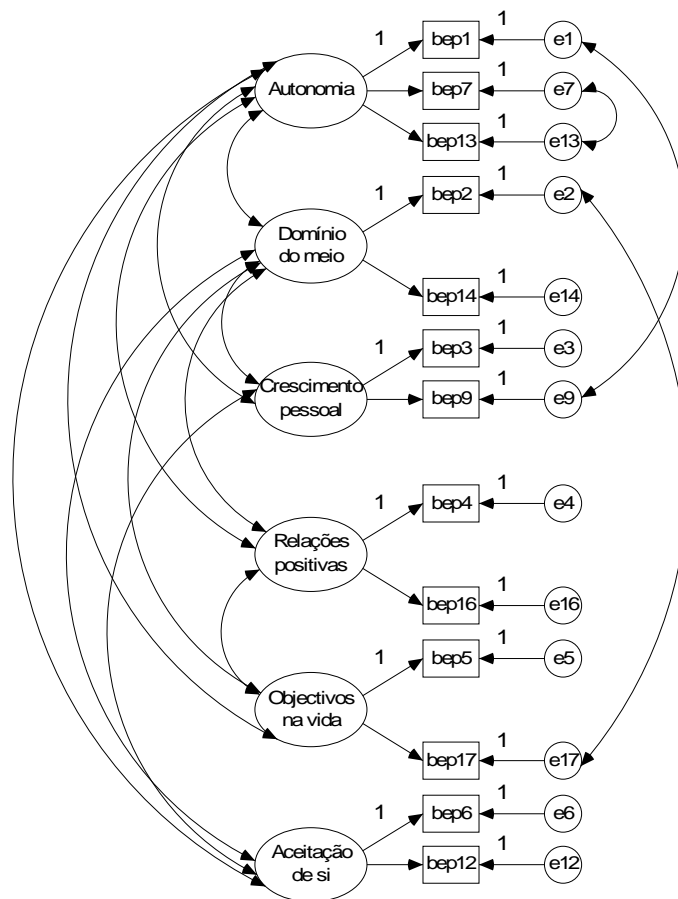 1 bep1 1 e1
Autonomia
bep7 1 e7
bep13 1 e13
1 bep2 1 e2
Domínio
do meio
bep14 1 e14
1 bep3 1 e3
Crescimento
pessoal
bep9 1 e9
1 bep4 1 e4
Relações
positivas
bep16 1 e16
1 bep5 1 e5
Objectivos
na vida
bep17 1 e17
1 bep6 1 e6
Aceitação
de si
bep12 1 e12